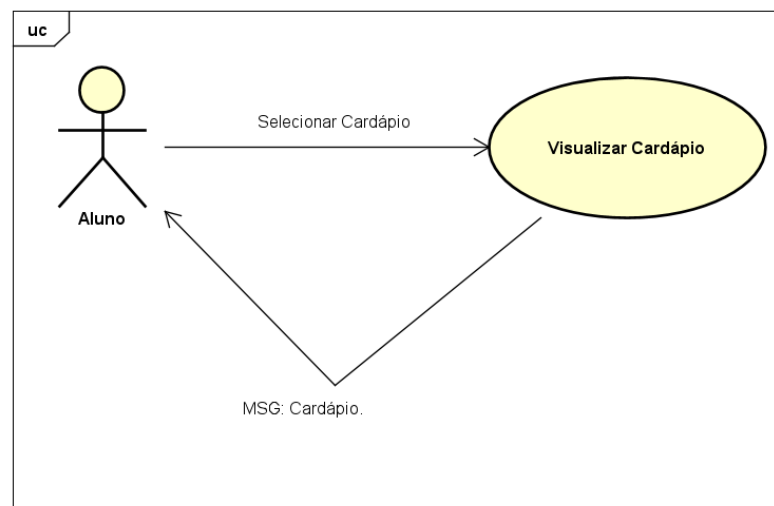 uc
Selecionar Cardápio
Visualizar Cardápio
Aluno
MSG: Cardápio.